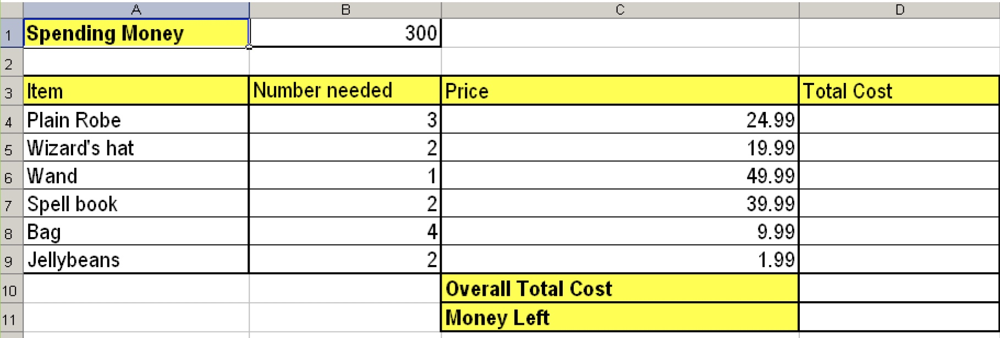 A B C D
1 Spending Money 300
2
3 Item Number needed Price Total Cost
4 Plain Robe 3 24.99
5 Wizard's hat 2 19.99
6 Wand 1 49.99
7 Spell book 2 39.99
8 Bag 4 9.99
9 Jellybeans 2 1.99
10 Overall Total Cost
11 Money Left